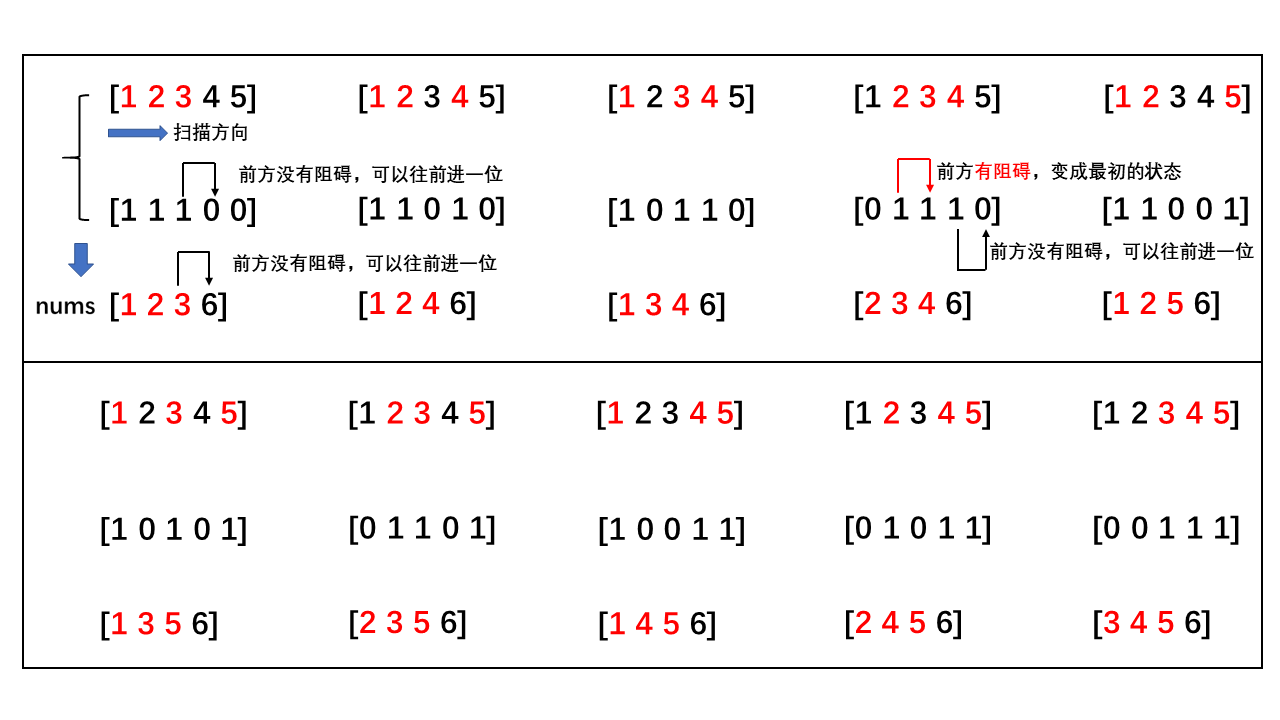 [1 2 3 4 5] [1 2 3 4 5] [1 2 3 4 5] [1 2 3 4 5] [1 2 3 4 5]
扫描方向
前方没有阻碍，可以往前进一位 前方有阻碍，变成最初的状态
[1 1 1 0 0] [1 1 0 1 0] [1 0 1 1 0] [0 1 1 1 0] [1 1 0 0 1]
前方没有阻碍，可以往前进一位 前方没有阻碍，可以往前进一位
nums [1 2 3 6] [1 2 4 6] [1 3 4 6] [2 3 4 6] [1 2 5 6]
[1 2 3 4 5] [1 2 3 4 5] [1 2 3 4 5] [1 2 3 4 5] [1 2 3 4 5]
[1 0 1 0 1] [0 1 1 0 1] [1 0 0 1 1] [0 1 0 1 1] [0 0 1 1 1]
[1 3 5 6] [2 3 5 6] [1 4 5 6] [2 4 5 6] [3 4 5 6]